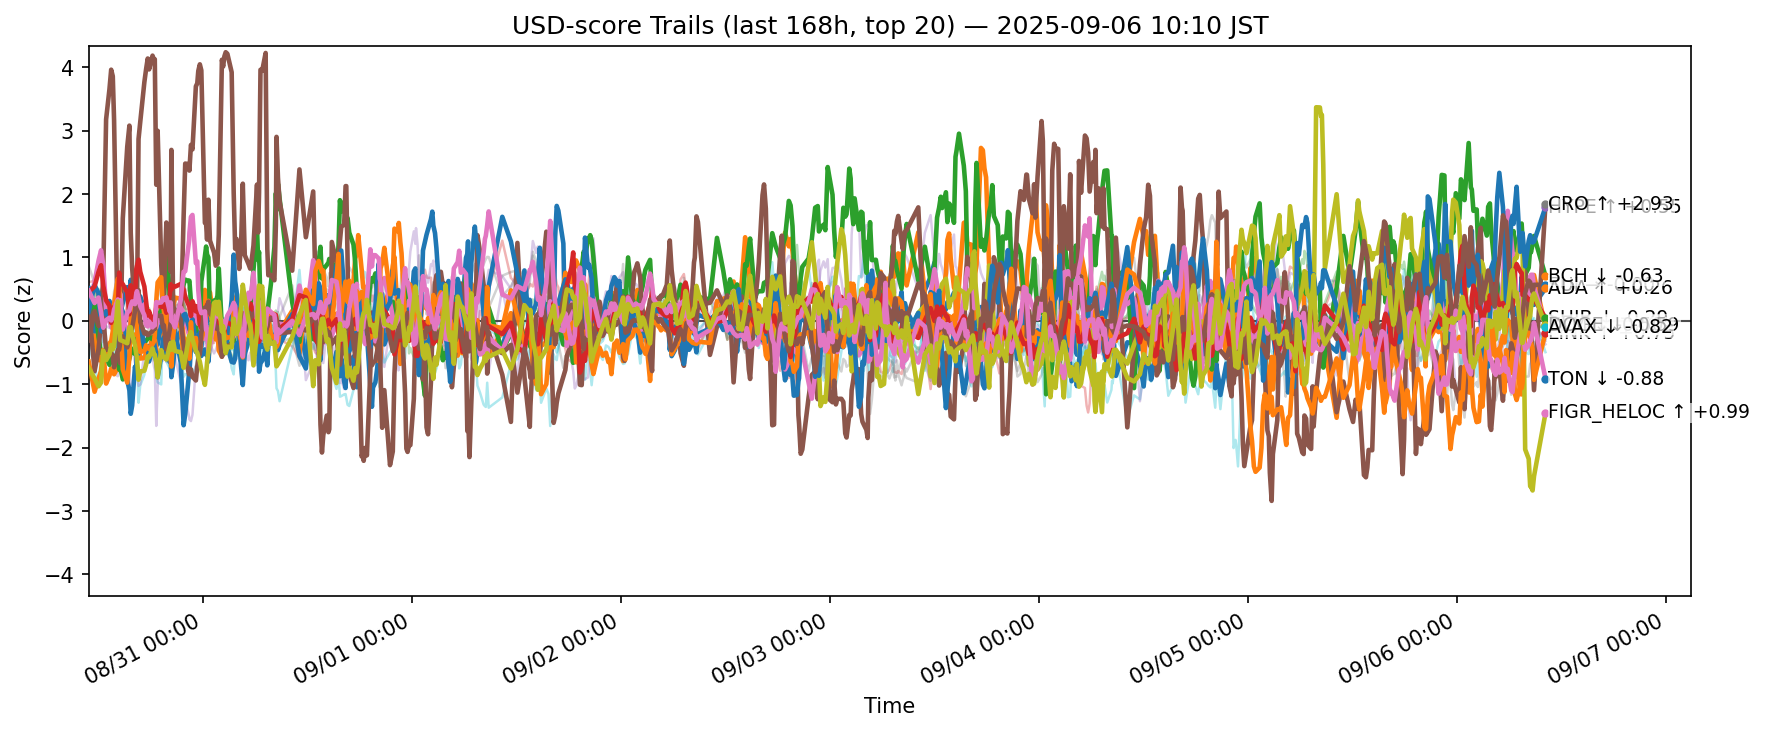 USD-score Trails (last 168h, top 20) — 2025-09-06 10:10 JST
Score (z)
4
3
2
1
0
−1
−2
−3
−4
CRO ↑ +2.93
BCH ↓ -0.63
ADA ↑ +0.26
AVAX ↓ -0.82
TON ↓ -0.88
FIGR_HELOC ↑ +0.99
08/31 00:00
09/01 00:00
09/02 00:00
09/03 00:00
09/04 00:00
09/05 00:00
09/06 00:00
09/07 00:00
Time